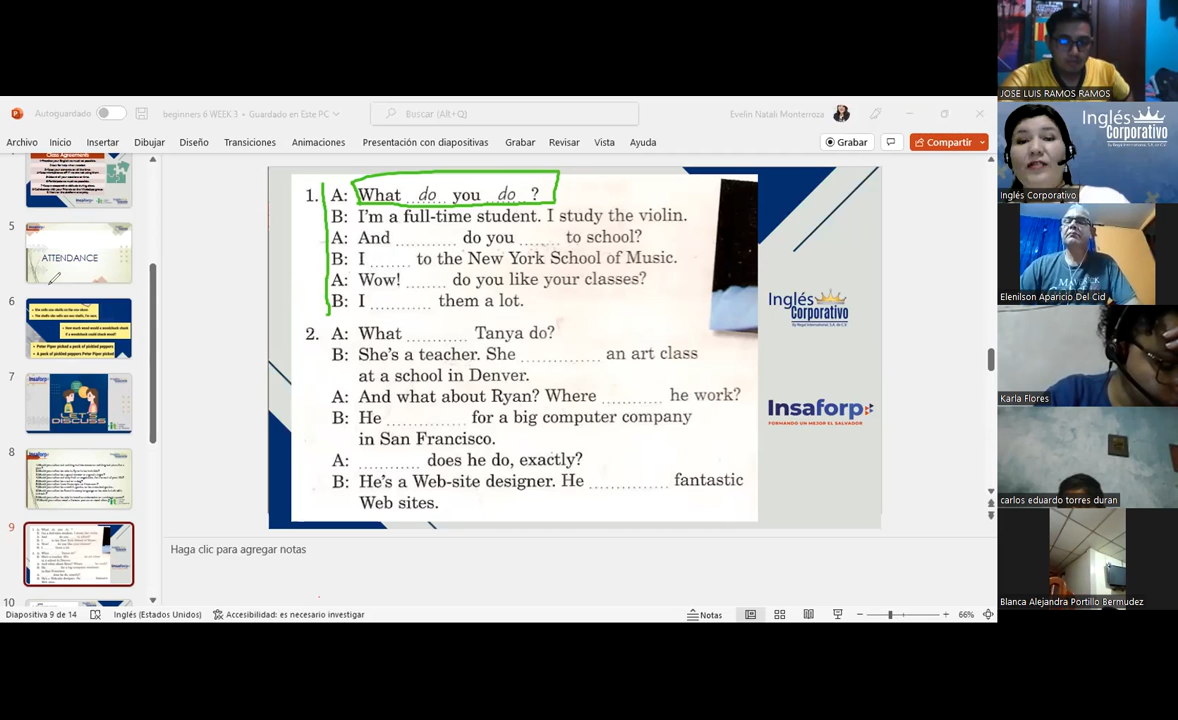 JOSE LUIS RAMOS RAMOS
Autoguardado
beginners 6 WEEK 3 • Guardado en Este PC
Buscar (Alt+Q)
Evelin Natali Monterroza
Archivo Inicio Insertar Dibujar Diseño Transiciones Animaciones Presentación con diapositivas Grabar Revisar Vista Ayuda
Grabar
Compartir
Inglés
Corporativo
Inglés Corporativo
Class Agreements
5
ATTENDANCE
6
7
LET'S
DISCUSS
8
9
10
1. A: What do you do ?
B: I'm a full-time student. I study the violin.
A: And .......... do you ....... to school?
B: I ....... to the New York School of Music.
A: Wow! ......... do you like your classes?
B: I .......... them a lot.
2. A: What .......... Tanya do?
B: She's a teacher. She ............. an art class
at a school in Denver.
A: And what about Ryan? Where .......... he work?
B: He ............. for a big computer company
in San Francisco.
A: .......... does he do, exactly?
B: He's a Web-site designer. He ............. fantastic
Web sites.
Inglés
Corporativo
Insaforp
FORMANDO UN MEJOR EL SALVADOR
Elenilson Aparicio Del Cid
Karla Flores
carlos eduardo torres duran
Blanca Alejandra Portillo Bermudez
Haga clic para agregar notas
Diapositiva 9 de 14
Inglés (Estados Unidos)
Accesibilidad: es necesario investigar
Notas
66%